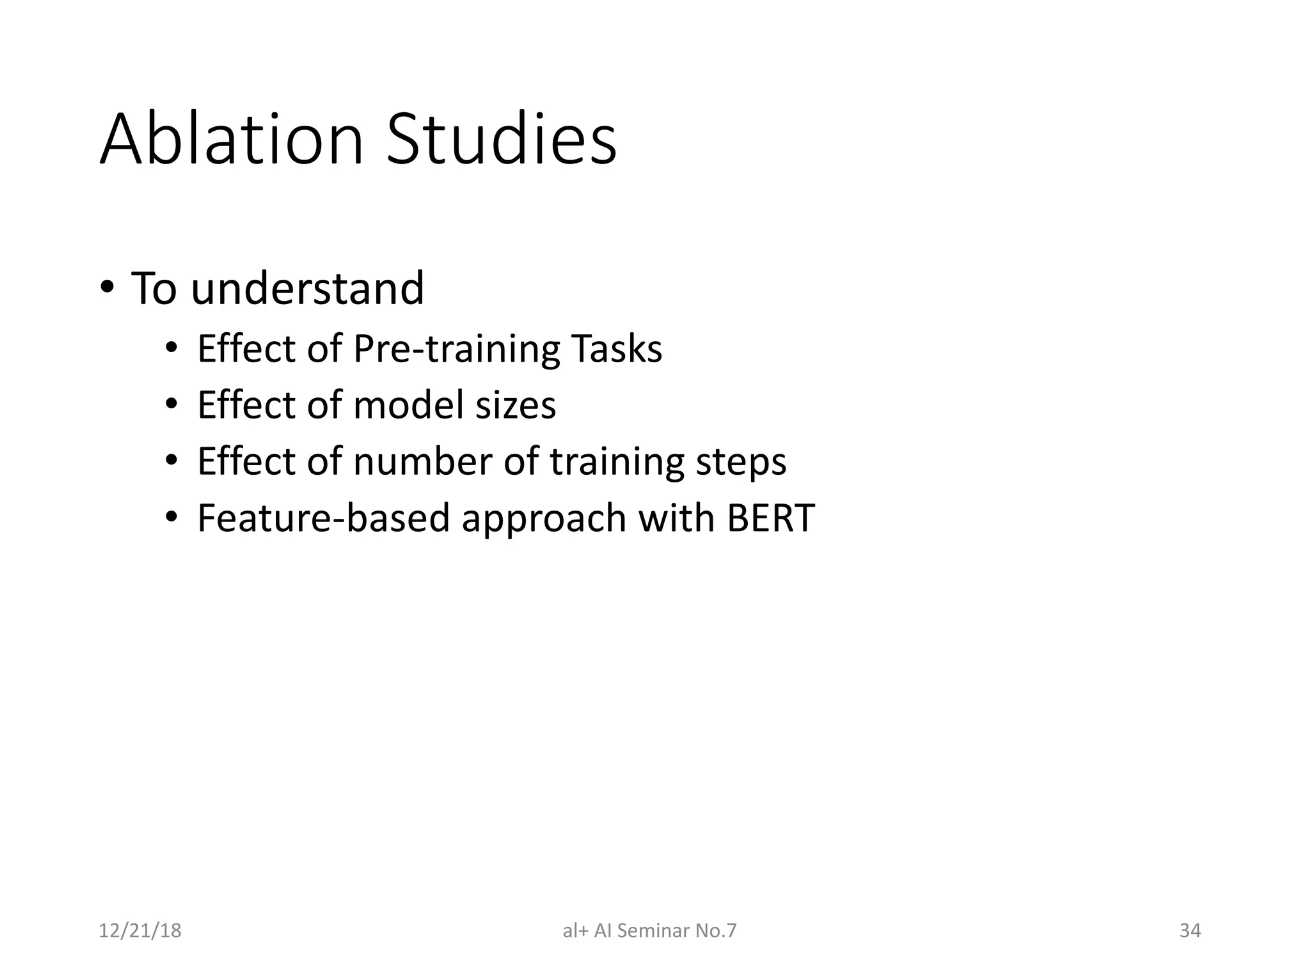 Ablation Studies
• To understand
• Effect of Pre-training Tasks
• Effect of model sizes
• Effect of number of training steps
• Feature-based approach with BERT
12/21/18 al+ AI Seminar No.7 34